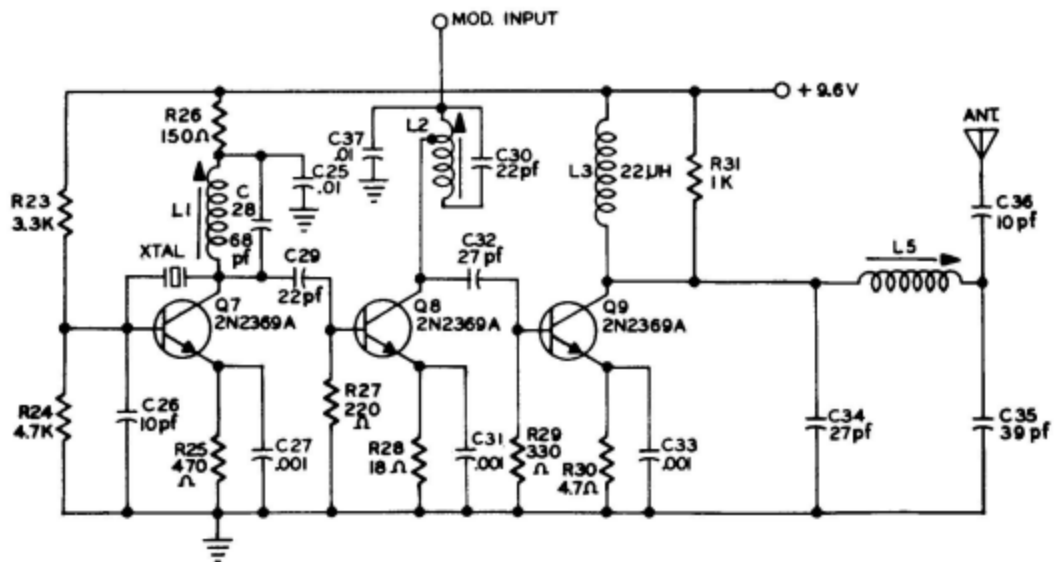 MOD. INPUT
+ 9.6V
R26
150Ω
C37
.01
L2
C30
22pf
ANT.
C25
.01
L3
22µH
R31
1K
R23
3.3K
L1
C
28
68
pf
C36
10pf
XTAL
C29
22pf
C32
27pf
L5
Q7
2N2369A
Q8
2N2369A
Q9
2N2369A
R24
4.7K
C26
10pf
R27
220
Ω
C34
27pf
C35
39pf
R25
470
Ω
C27
.001
R28
18Ω
C31
.001
R29
330
Ω
R30
4.7Ω
C33
.001